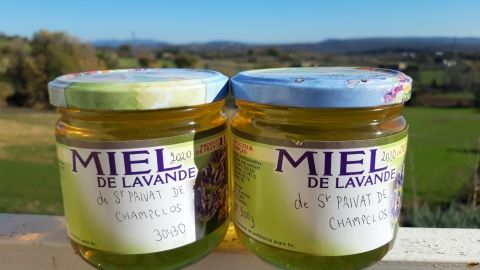 MIEL 2020
DE LAVANDE
de St PRIVAT DE
CHAMPCLOS
30430
MIEL 2020
DE LAVANDE
de St PRIVAT DE
CHAMPCLOS
500g